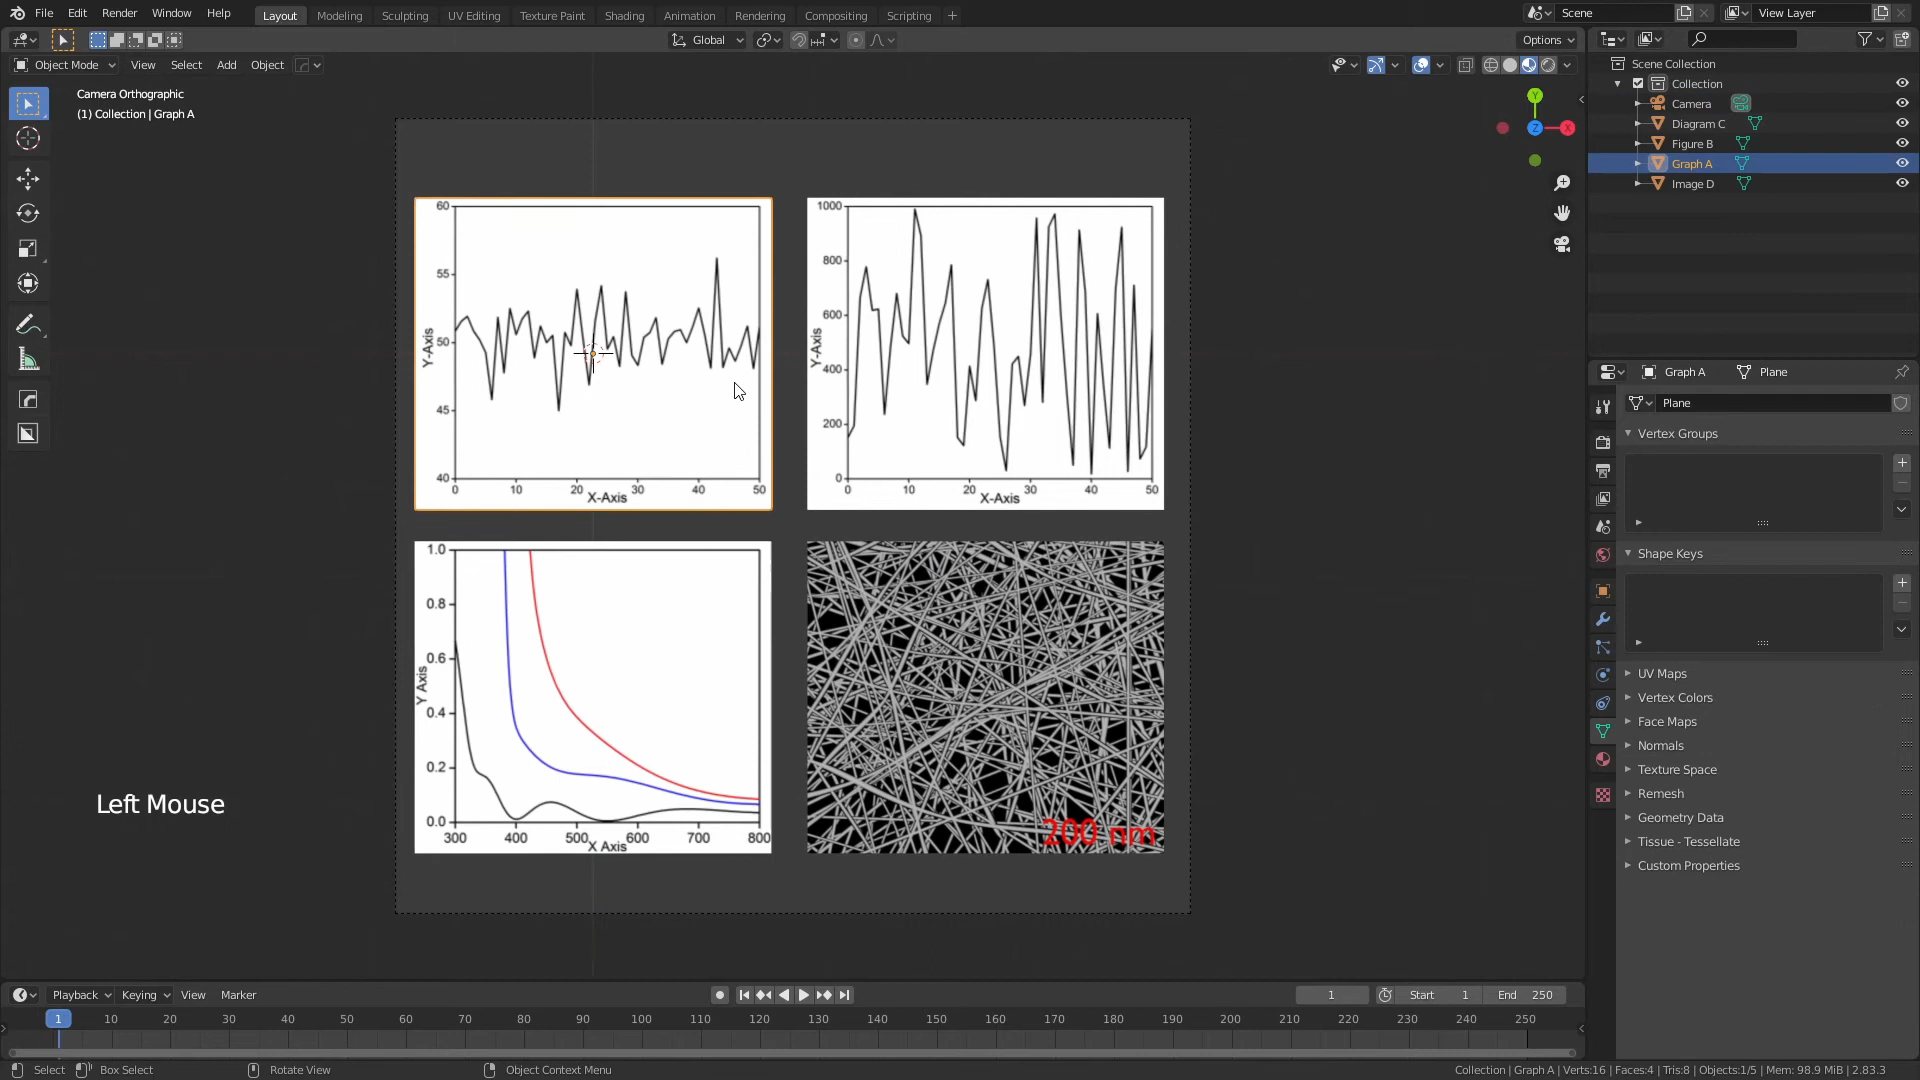 File Edit Render Window Help Layout Modeling Sculpting UV Editing Texture Paint Shading Animation Rendering Compositing Scripting + Scene View Layer
Global Options
Object Mode View Select Add Object
Camera Orthographic
(1) Collection | Graph A
Y
Z
X
Scene Collection
Collection
Camera
Diagram C
Figure B
Graph A
Image D
60
55
50
45
40
Y-Axis
0 10 20 30 40 50
X-Axis
1000
800
600
400
200
0
Y-Axis
0 10 20 30 40 50
X-Axis
1.0
0.8
0.6
0.4
0.2
0.0
Y Axis
300 400 500 600 700 800
X Axis
200 nm
Left Mouse
Graph A Plane
Plane
Vertex Groups
Shape Keys
UV Maps
Vertex Colors
Face Maps
Normals
Texture Space
Remesh
Geometry Data
Tissue - Tessellate
Custom Properties
Playback Keying View Marker 1 Start 1 End 250
1 10 20 30 40 50 60 70 80 90 100 110 120 130 140 150 160 170 180 190 200 210 220 230 240 250
Select Box Select Rotate View Object Context Menu Collection | Graph A | Verts:16 | Faces:4 | Tris:8 | Objects:1/5 | Mem: 98.9 MiB | 2.83.3